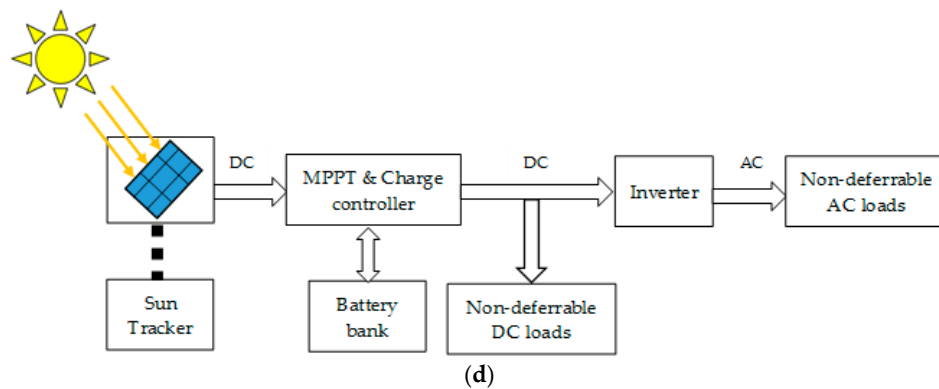 DC
DC
AC
MPPT & Charge
controller
Inverter
Non-deferrable
AC loads
Sun
Tracker
Battery
bank
Non-deferrable
DC loads
(d)